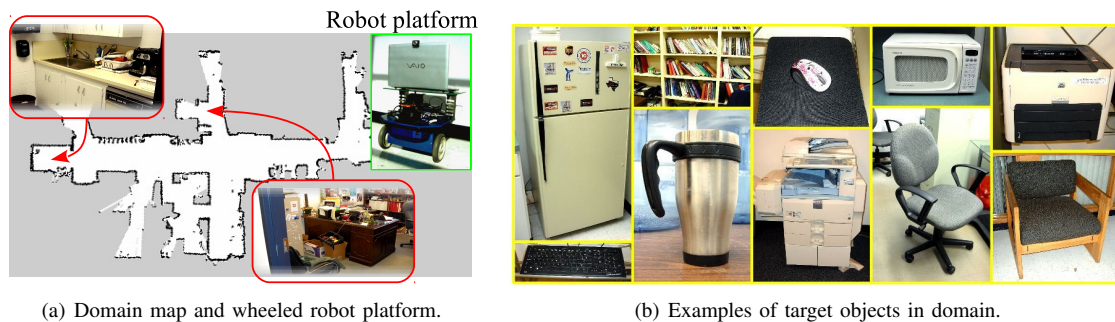 Robot platform
VAIO
(a) Domain map and wheeled robot platform.
(b) Examples of target objects in domain.